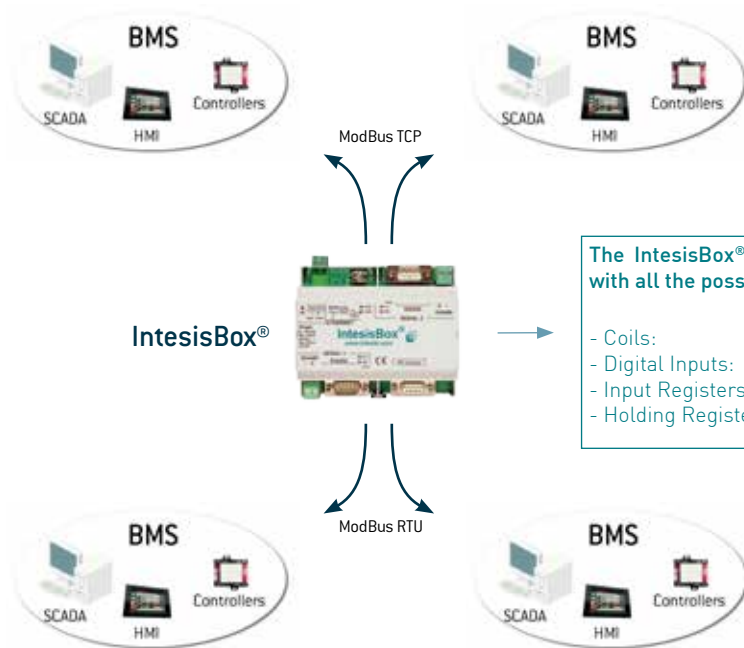 BMS
SCADA
HMI
Controllers
BMS
SCADA
HMI
Controllers
ModBus TCP
IntesisBox®
IntesisBox®
The IntesisBox®
with all the poss
- Coils:
- Digital Inputs:
- Input Registers
- Holding Registe
ModBus RTU
BMS
SCADA
HMI
Controllers
BMS
SCADA
HMI
Controllers